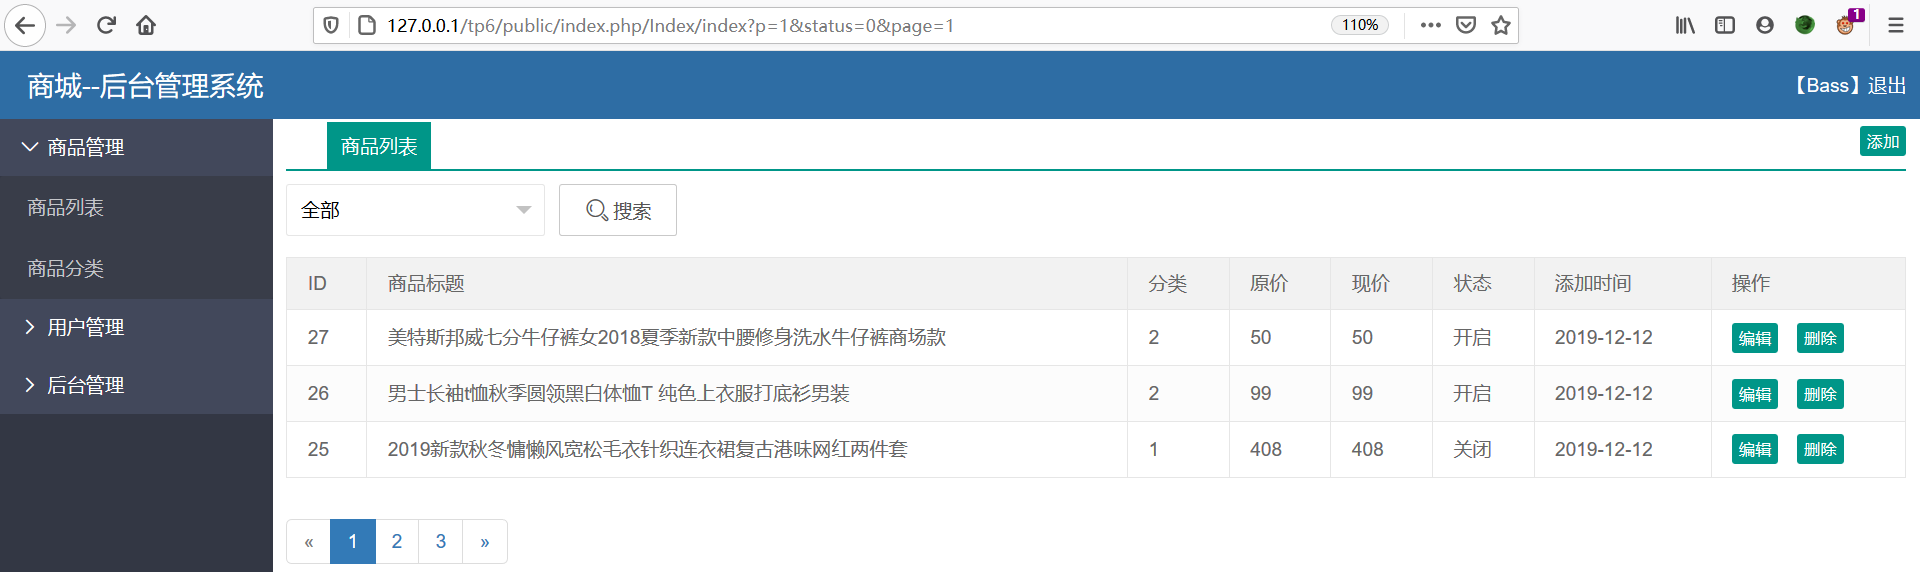 127.0.0.1/tp6/public/index.php/Index/index?p=1&status=0&page=1
110%
1
商城--后台管理系统
【Bass】退出
商品管理
商品列表
商品分类
用户管理
后台管理
商品列表
添加
全部
搜索
ID 商品标题 分类 原价 现价 状态 添加时间 操作
27 美特斯邦威七分牛仔裤女2018夏季新款中腰修身洗水牛仔裤商场款 2 50 50 开启 2019-12-12 编辑 删除
26 男士长袖t恤秋季圆领黑白体恤T 纯色上衣服打底衫男装 2 99 99 开启 2019-12-12 编辑 删除
25 2019新款秋冬慵懒风宽松毛衣针织连衣裙复古港味网红两件套 1 408 408 关闭 2019-12-12 编辑 删除
« 1 2 3 »